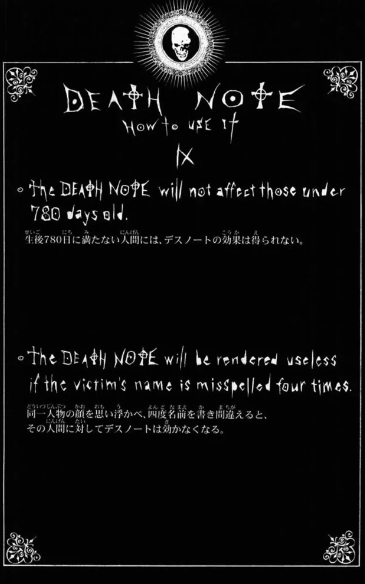 DEATH NOTE
How to USE It
IX
The DEATH NOTE will not affect those under
780 days old.
生後780日に満たない人間には、デスノートの効果は得られない。
The DEATH NOTE will be rendered useless
if the victim's name is misspelled four times.
同一人物の顔を思い浮かべ、四度名前を書き間違えると、
その人間に対してデスノートは効かなくなる。